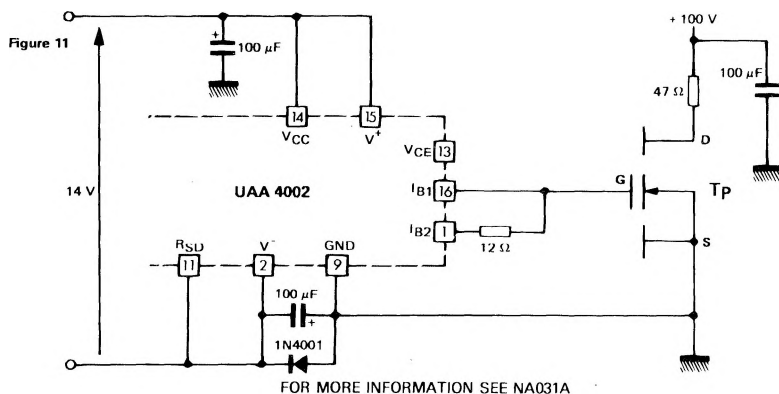 Figure 11
+ 100 µF
+ 100 V
100 µF
47 Ω
14 15
VCC V+
VCE 13
D
14 V
UAA 4002
IB1 16
G TP
IB2 1
12 Ω
S
RSD V- GND
11 2 9
100 µF
+
1N4001
FOR MORE INFORMATION SEE NA031A